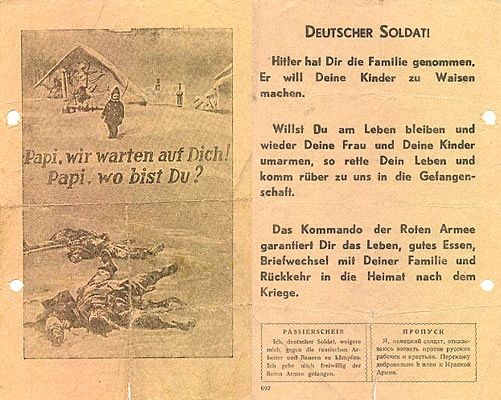 Papi, wir warten auf Dich!
Papi, wo bist Du?
DEUTSCHER SOLDAT!
Hitler hat Dir die Familie genommen.
Er will Deine Kinder zu Waisen
machen.
Willst Du am Leben bleiben und
wieder Deine Frau und Deine Kinder
umarmen, so rette Dein Leben und
komm rüber zu uns in die Gefangen-
schaft.
Das Kommando der Roten Armee
garantiert Dir das Leben, gutes Essen,
Briefwechsel mit Deiner Familie und
Rückkehr in die Heimat nach dem
Kriege.
PASSIERSCHEIN
Ich, deutscher Soldat, weigere
mich, gegen die russischen Ar-
beiter und Bauern zu kämpfen.
Ich gehe mich freiwillig der
Roten Armee gefangen.
ПРОПУСК
Я, немецкий солдат, отказы-
ваюсь воевать против русских
рабочих и крестьян. Перехожу
добровольно в плен к Красной
Армии.
697